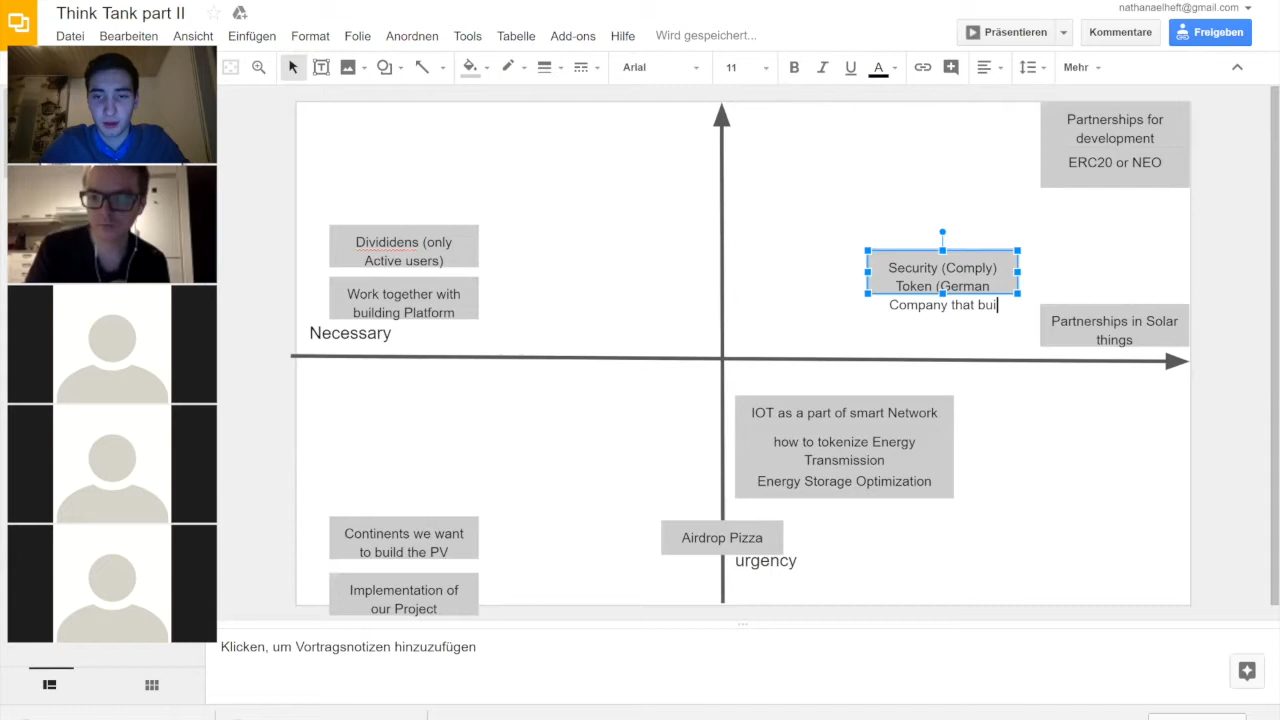 Think Tank part II
nathanaelheft@gmail.com
Datei Bearbeiten Ansicht Einfügen Format Folie Anordnen Tools Tabelle Add-ons Hilfe Wird gespeichert...
Präsentieren Kommentare Freigeben
Arial 11 B I U A Mehr
Partnerships for
development
ERC20 or NEO
Divididens (only
Active users)
Work together with
building Platform
Necessary
Security (Comply)
Token (German
Company that bui
Partnerships in Solar
things
IOT as a part of smart Network
how to tokenize Energy
Transmission
Energy Storage Optimization
Airdrop Pizza
urgency
Continents we want
to build the PV
Implementation of
our Project
Klicken, um Vortragsnotizen hinzuzufügen